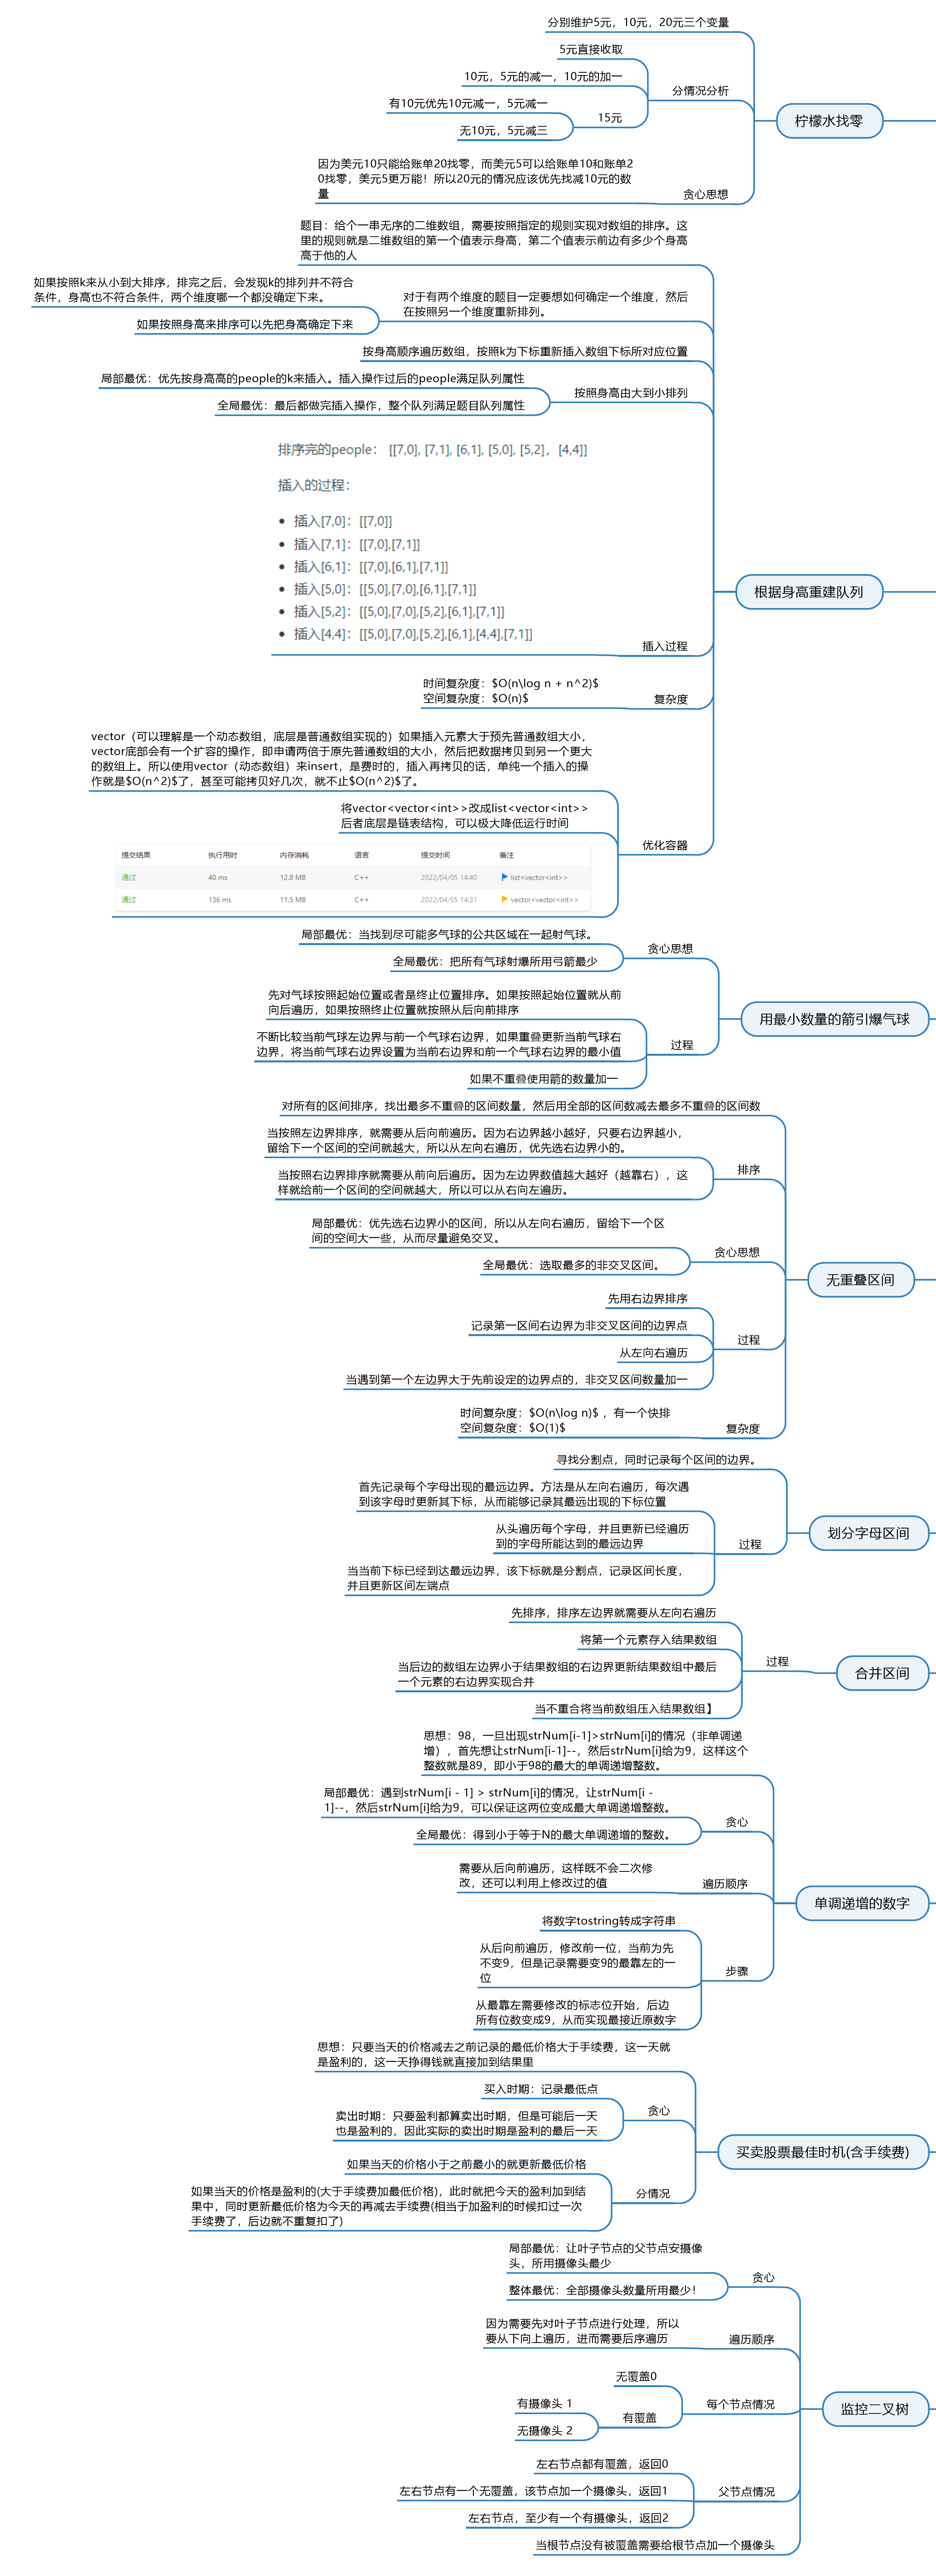 分别维护5元，10元，20元三个变量
5元直接收取
10元，5元的减一，10元的加一
分情况分析
有10元优先10元减一，5元减一
15元
无10元，5元减三
柠檬水找零
因为美元10只能给账单20找零，而美元5可以给账单10和账单2
0找零，美元5更万能！所以20元的情况应该优先找减10元的数
量
贪心思想
题目：给个一串无序的二维数组，需要按照指定的规则实现对数组的排序。这
里的规则就是二维数组的第一个值表示身高，第二个值表示前边有多少个身高
高于他的人
如果按照k来从小到大排序，排完之后，会发现k的排列并不符合
条件，身高也不符合条件，两个维度哪一个都没确定下来。
对于有两个维度的题目一定要想如何确定一个维度，然后
在按照另一个维度重新排列。
如果按照身高来排序可以先把身高确定下来
按身高顺序遍历数组，按照k为下标重新插入数组下标所对应位置
局部最优：优先按身高高的people的k来插入。插入操作过后的people满足队列属性
按照身高由大到小排列
全局最优：最后都做完插入操作，整个队列满足题目队列属性
排序完的people： [[7,0], [7,1], [6,1], [5,0], [5,2]，[4,4]]
插入的过程：
• 插入[7,0]：[[7,0]]
• 插入[7,1]：[[7,0],[7,1]]
• 插入[6,1]：[[7,0],[6,1],[7,1]]
• 插入[5,0]：[[5,0],[7,0],[6,1],[7,1]]
• 插入[5,2]：[[5,0],[7,0],[5,2],[6,1],[7,1]]
• 插入[4,4]：[[5,0],[7,0],[5,2],[6,1],[4,4],[7,1]]
插入过程
根据身高重建队列
时间复杂度：$O(n\log n + n^2)$
空间复杂度：$O(n)$
复杂度
vector（可以理解是一个动态数组，底层是普通数组实现的）如果插入元素大于预先普通数组大小，
vector底部会有一个扩容的操作，即申请两倍于原先普通数组的大小，然后把数据拷贝到另一个更大
的数组上。所以使用vector（动态数组）来insert，是费时的，插入再拷贝的话，单纯一个插入的操
作就是$O(n^2)$了，甚至可能拷贝好几次，就不止$O(n^2)$了。
将vector<vector<int>>改成list<vector<int>>
后者底层是链表结构，可以极大降低运行时间
优化容器
提交结果 执行用时 内存消耗 语言 提交时间 备注
通过 40 ms 12.8 MB C++ 2022/04/05 14:40 list<vector<int>>
通过 136 ms 11.5 MB C++ 2022/04/05 14:31 vector<vector<int>>
局部最优：当找到尽可能多气球的公共区域在一起射气球。
贪心思想
全局最优：把所有气球射爆所用弓箭最少
先对气球按照起始位置或者是终止位置排序。如果按照起始位置就从前
向后遍历，如果按照终止位置就按照从后向前排序
用最小数量的箭引爆气球
不断比较当前气球左边界与前一个气球右边界，如果重叠更新当前气球右
边界，将当前气球右边界设置为当前右边界和前一个气球右边界的最小值
过程
如果不重叠使用箭的数量加一
对所有的区间排序，找出最多不重叠的区间数量，然后用全部的区间数减去最多不重叠的区间数
当按照左边界排序，就需要从后向前遍历。因为右边界越小越好，只要右边界越小，
留给下一个区间的空间就越大，所以从左向右遍历，优先选右边界小的。
排序
当按照右边界排序就需要从前向后遍历。因为左边界数值越大越好（越靠右），这
样就给前一个区间的空间就越大，所以可以从右向左遍历。
局部最优：优先选右边界小的区间，所以从左向右遍历，留给下一个区
间的空间大一些，从而尽量避免交叉。
贪心思想
全局最优：选取最多的非交叉区间。
无重叠区间
先用右边界排序
记录第一区间右边界为非交叉区间的边界点
过程
从左向右遍历
当遇到第一个左边界大于先前设定的边界点的，非交叉区间数量加一
时间复杂度：$O(n\log n)$ ，有一个快排
空间复杂度：$O(1)$
复杂度
寻找分割点，同时记录每个区间的边界。
首先记录每个字母出现的最远边界。方法是从左向右遍历，每次遇
到该字母时更新其下标，从而能够记录其最远出现的下标位置
划分字母区间
从头遍历每个字母，并且更新已经遍历
到的字母所能达到的最远边界
过程
当当前下标已经到达最远边界，该下标就是分割点，记录区间长度，
并且更新区间左端点
先排序，排序左边界就需要从左向右遍历
将第一个元素存入结果数组
过程
合并区间
当后边的数组左边界小于结果数组的右边界更新结果数组中最后
一个元素的右边界实现合并
当不重合将当前数组压入结果数组】
思想：98，一旦出现strNum[i-1]>strNum[i]的情况（非单调递
增），首先想让strNum[i-1]--，然后strNum[i]给为9，这样这个
整数就是89，即小于98的最大的单调递增整数。
局部最优：遇到strNum[i - 1] > strNum[i]的情况，让strNum[i -
1]--，然后strNum[i]给为9，可以保证这两位变成最大单调递增整数。
贪心
全局最优：得到小于等于N的最大单调递增的整数。
需要从后向前遍历，这样既不会二次修
改，还可以利用上修改过的值
遍历顺序
单调递增的数字
将数字tostring转成字符串
从后向前遍历，修改前一位，当前为先
不变9，但是记录需要变9的最靠左的一
位
步骤
从最靠左需要修改的标志位开始，后边
所有位数变成9，从而实现最接近原数字
思想：只要当天的价格减去之前记录的最低价格大于手续费，这一天就
是盈利的，这一天挣得钱就直接加到结果里
买入时期：记录最低点
贪心
卖出时期：只要盈利都算卖出时期，但是可能后一天
也是盈利的，因此实际的卖出时期是盈利的最后一天
买卖股票最佳时机(含手续费)
如果当天的价格小于之前最小的就更新最低价格
分情况
如果当天的价格是盈利的(大于手续费加最低价格)，此时就把今天的盈利加到结
果中，同时更新最低价格为今天的再减去手续费(相当于加盈利的时候扣过一次
手续费了，后边就不重复扣了)
局部最优：让叶子节点的父节点安摄像
头，所用摄像头最少
贪心
整体最优：全部摄像头数量所用最少！
因为需要先对叶子节点进行处理，所以
要从下向上遍历，进而需要后序遍历
遍历顺序
无覆盖0
每个节点情况
有摄像头 1
有覆盖
无摄像头 2
监控二叉树
左右节点都有覆盖，返回0
左右节点有一个无覆盖，该节点加一个摄像头，返回1
父节点情况
左右节点，至少有一个有摄像头，返回2
当根节点没有被覆盖需要给根节点加一个摄像头